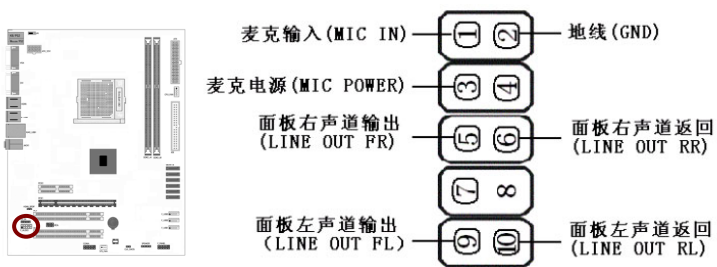 麦克输入(MIC IN)
1 2
地线(GND)
麦克电源(MIC POWER)
3 4
面板右声道输出
(LINE OUT FR)
5 6
面板右声道返回
(LINE OUT RR)
7 8
面板左声道输出
(LINE OUT FL)
9 10
面板左声道返回
(LINE OUT RL)